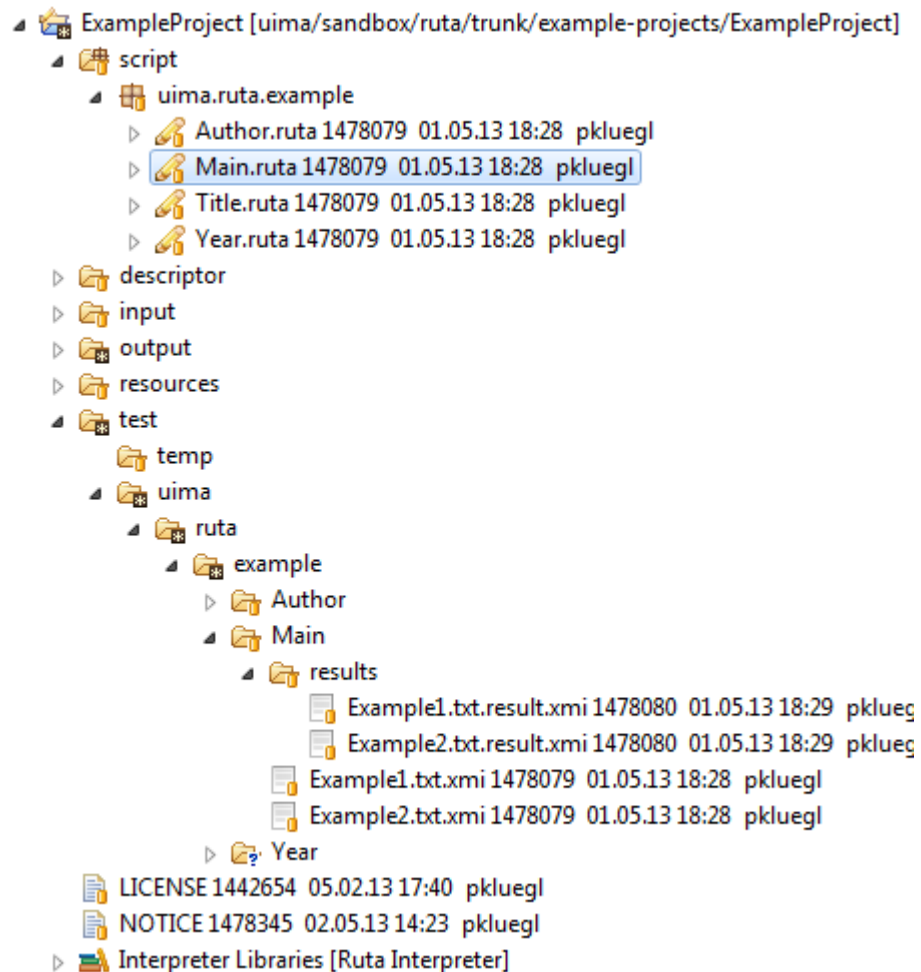 ExampleProject [uima/sandbox/ruta/trunk/example-projects/ExampleProject]
script
uima.ruta.example
Author.ruta 1478079 01.05.13 18:28 pkluegl
Main.ruta 1478079 01.05.13 18:28 pkluegl
Title.ruta 1478079 01.05.13 18:28 pkluegl
Year.ruta 1478079 01.05.13 18:28 pkluegl
descriptor
input
output
resources
test
temp
uima
ruta
example
Author
Main
results
Example1.txt.result.xmi 1478080 01.05.13 18:29 pklueg
Example2.txt.result.xmi 1478080 01.05.13 18:29 pklueg
Example1.txt.xmi 1478079 01.05.13 18:28 pkluegl
Example2.txt.xmi 1478079 01.05.13 18:28 pkluegl
Year
LICENSE 1442654 05.02.13 17:40 pkluegl
NOTICE 1478345 02.05.13 14:23 pkluegl
Interpreter Libraries [Ruta Interpreter]